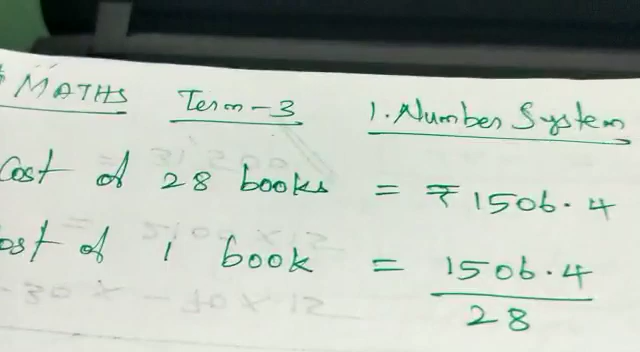 MATHS Term-3 1. Number System
Cost of 28 books = ₹ 1506.4
ost of 1 book = 1506.4
28